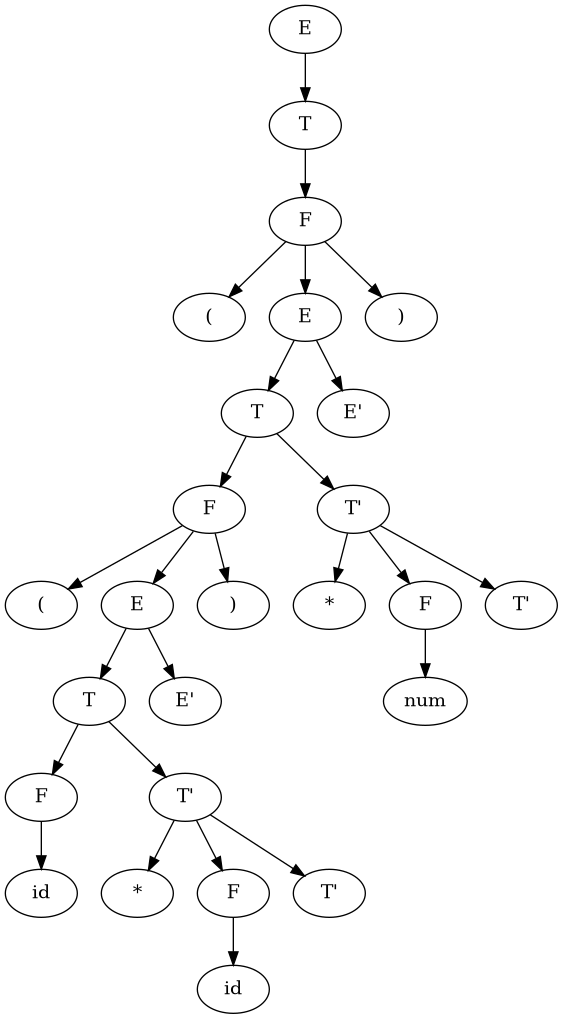 E
T
F
( E )
T E'
F T'
( E ) * F T'
T E' num
F T'
id * F T'
id